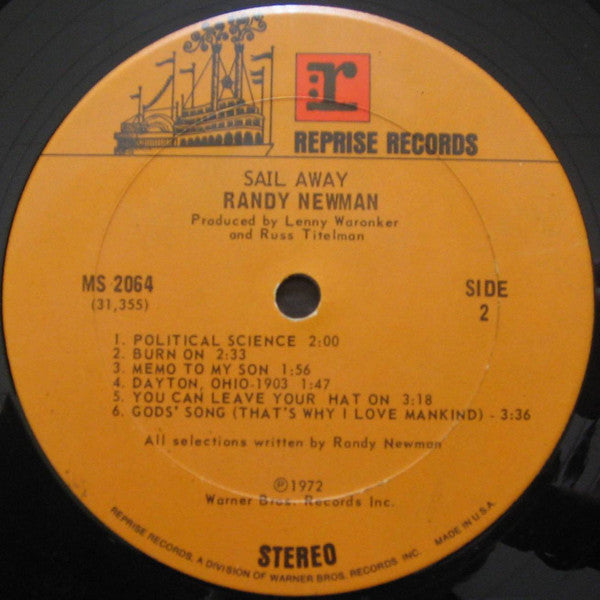 r
REPRISE RECORDS
SAIL AWAY
RANDY NEWMAN
Produced by Lenny Waronker
and Russ Titelman
MS 2064
(31,355)
SIDE
2
1. POLITICAL SCIENCE 2:00
2. BURN ON 2:33
3. MEMO TO MY SON 1:56
4. DAYTON, OHIO-1903 1:47
5. YOU CAN LEAVE YOUR HAT ON 3:18
6. GODS' SONG (THAT'S WHY I LOVE MANKIND) - 3:36
All selections written by Randy Newman
℗1972
Warner Bros. Records Inc.
STEREO
REPRISE RECORDS, A DIVISION OF WARNER BROS. RECORDS INC. MADE IN U.S.A.